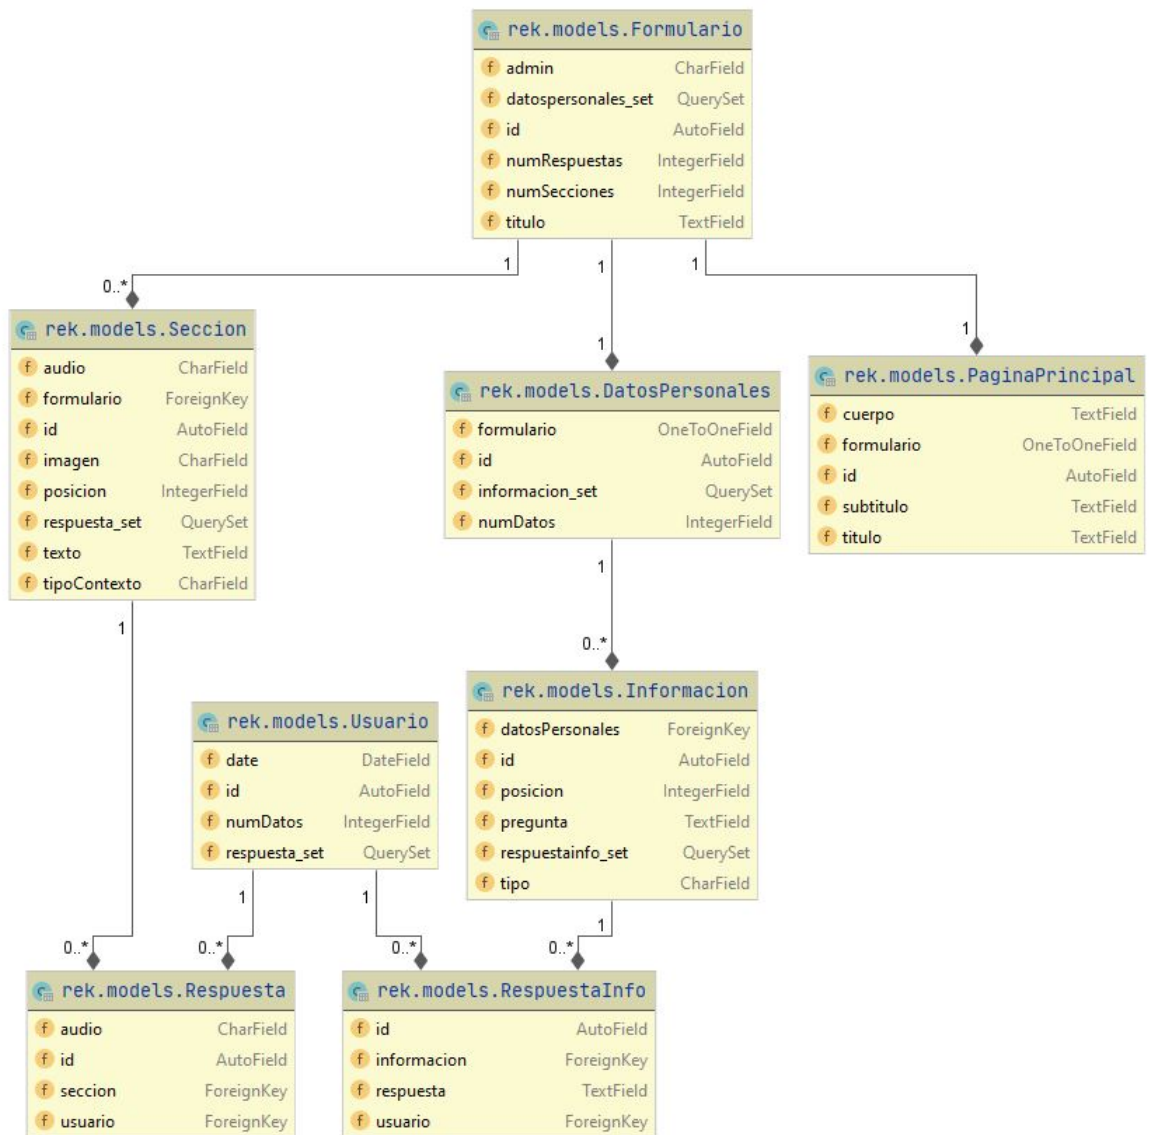 rek.models.Formulario
f admin CharField
f datospersonales_set QuerySet
f id AutoField
f numRespuestas IntegerField
f numSecciones IntegerField
f titulo TextField
1 1 1
0..* 1 1
rek.models.Seccion
f audio CharField
f formulario ForeignKey
f id AutoField
f imagen CharField
f posicion IntegerField
f respuesta_set QuerySet
f texto TextField
f tipoContexto CharField
1
rek.models.DatosPersonales
f formulario OneToOneField
f id AutoField
f informacion_set QuerySet
f numDatos IntegerField
1
0..*
rek.models.PaginaPrincipal
f cuerpo TextField
f formulario OneToOneField
f id AutoField
f subtitulo TextField
f titulo TextField
rek.models.Usuario
f date DateField
f id AutoField
f numDatos IntegerField
f respuesta_set QuerySet
1 1
rek.models.Informacion
f datosPersonales ForeignKey
f id AutoField
f posicion IntegerField
f pregunta TextField
f respuestainfo_set QuerySet
f tipo CharField
1
0..* 0..* 0..* 0..*
rek.models.Respuesta
f audio CharField
f id AutoField
f seccion ForeignKey
f usuario ForeignKey
rek.models.RespuestaInfo
f id AutoField
f informacion ForeignKey
f respuesta TextField
f usuario ForeignKey